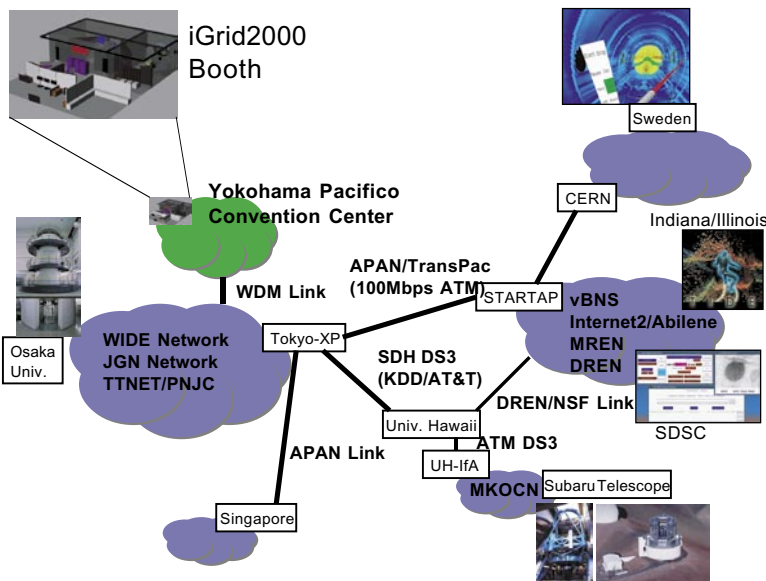 iGrid2000
Booth
Sweden
CERN
Yokohama Pacifico
Convention Center
Indiana/Illinois
APAN/TransPac
(100Mbps ATM)
WDM Link
STARTAP
vBNS
Internet2/Abilene
MREN
DREN
Osaka
Univ.
WIDE Network
JGN Network
TTNET/PNJC
Tokyo-XP
SDH DS3
(KDD/AT&T)
DREN/NSF Link
SDSC
Univ. Hawaii
ATM DS3
APAN Link
UH-IfA
MKOCN
Subaru Telescope
Singapore